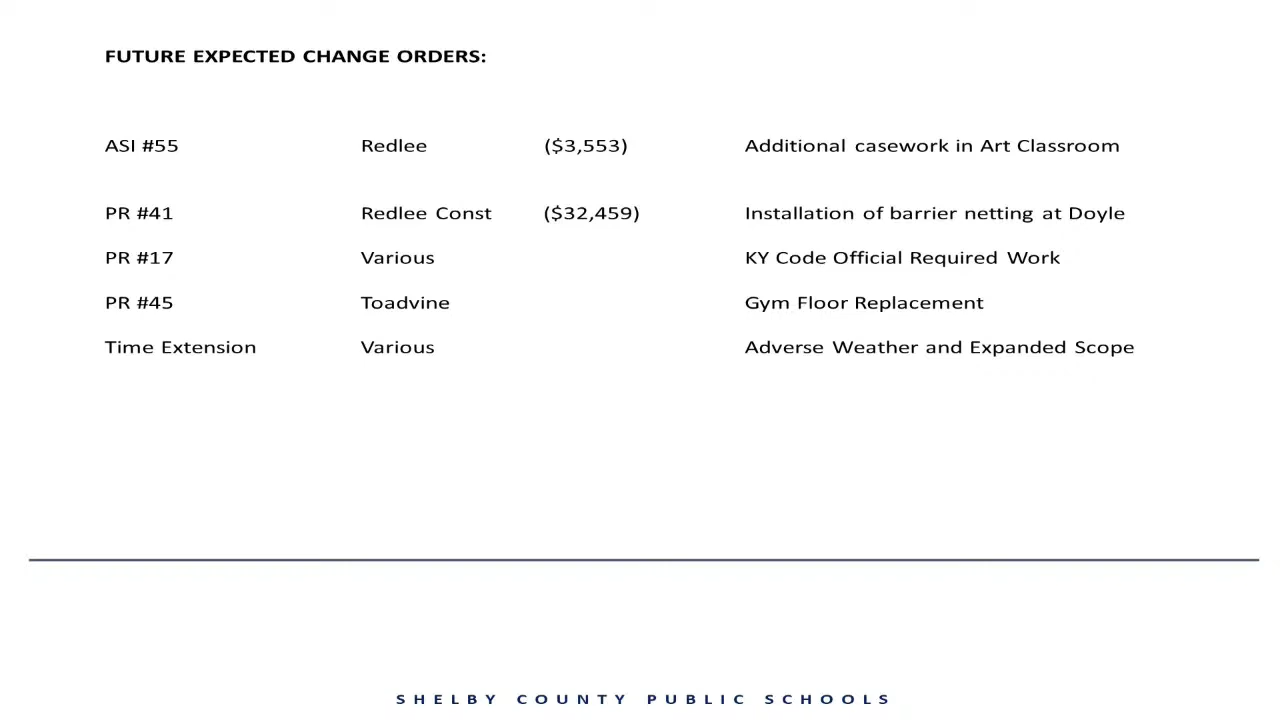 FUTURE EXPECTED CHANGE ORDERS:
ASI #55 Redlee ($3,553) Additional casework in Art Classroom
PR #41 Redlee Const ($32,459) Installation of barrier netting at Doyle
PR #17 Various KY Code Official Required Work
PR #45 Toadvine Gym Floor Replacement
Time Extension Various Adverse Weather and Expanded Scope
SHELBY COUNTY PUBLIC SCHOOLS